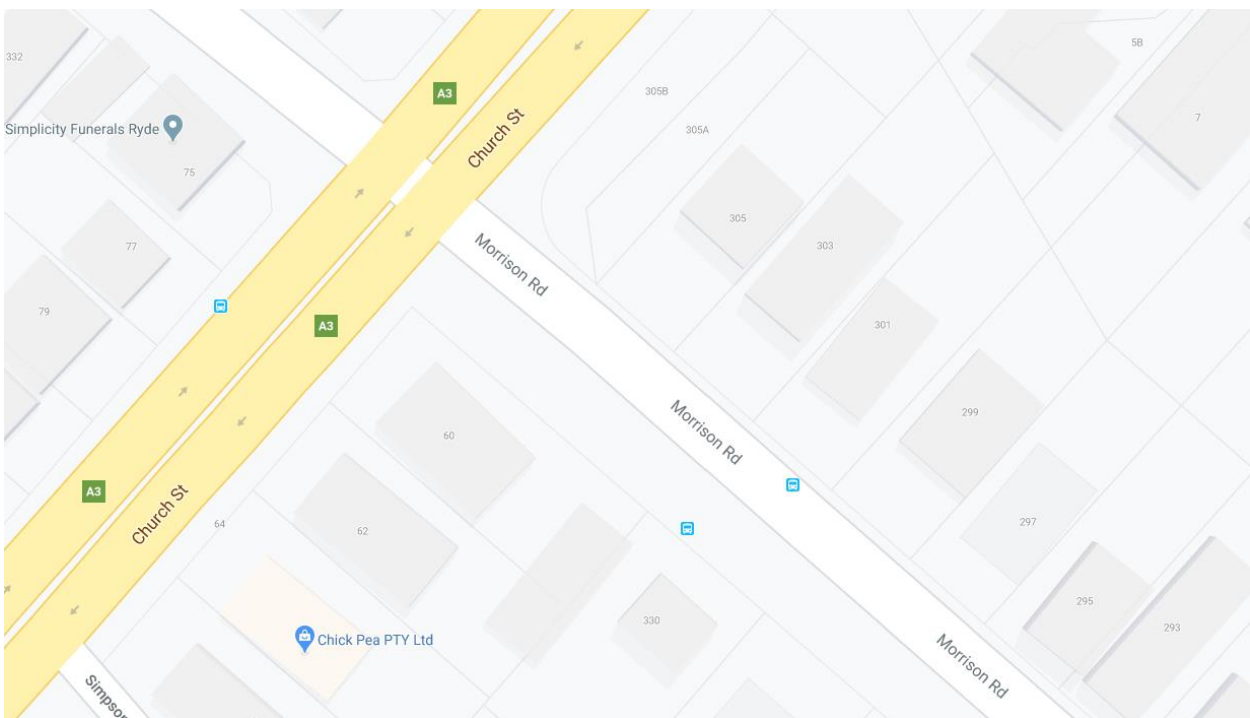 332
5B
A3
305B
7
Church St
Simplicity Funerals Ryde
305A
75
305
77
303
Morrison Rd
79
A3
301
299
Morrison Rd
60
A3
Church St
64
62
297
295
330
293
Chick Pea PTY Ltd
Morrison Rd
Simpso